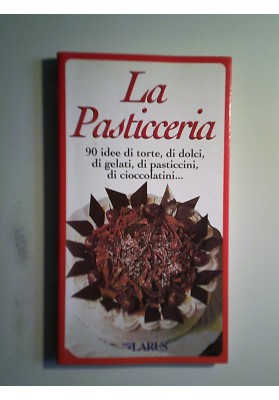 La
Pasticceria
90 idee di torte, di dolci,
di gelati, di pasticcini,
di cioccolatini...
LARUS